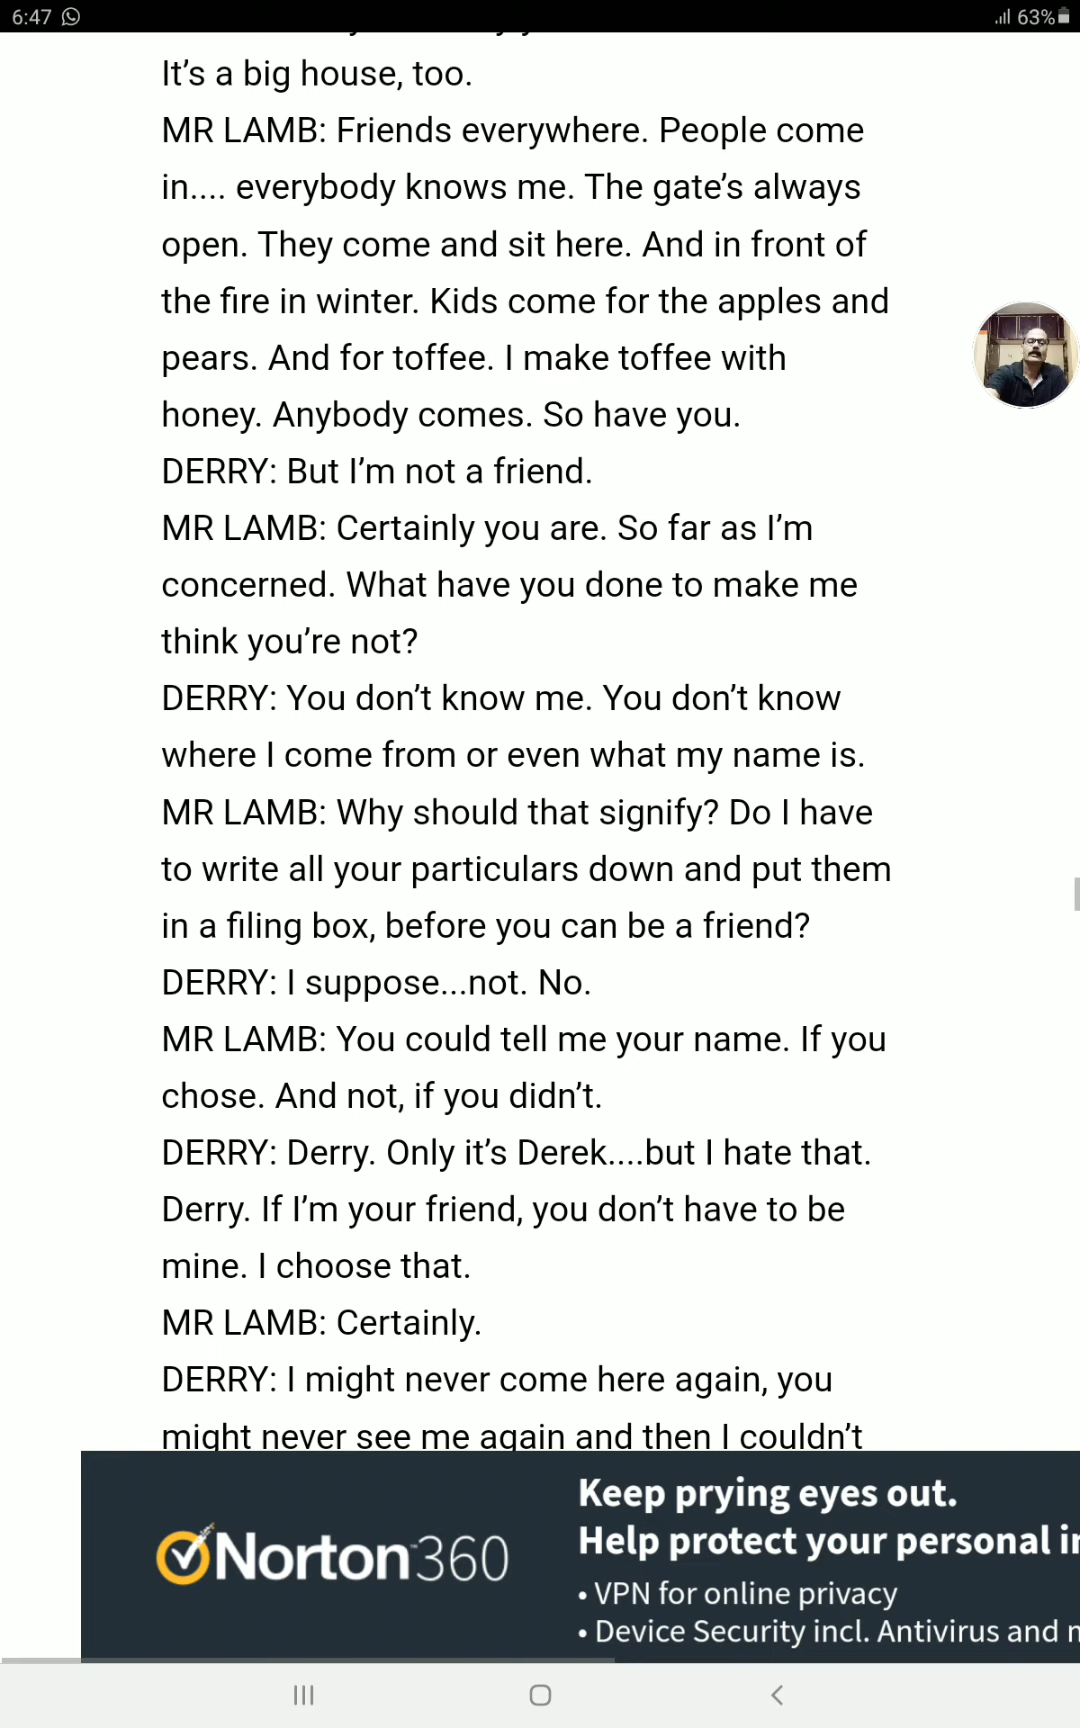 6:47
63%
It's a big house, too.
MR LAMB: Friends everywhere. People come
in.... everybody knows me. The gate's always
open. They come and sit here. And in front of
the fire in winter. Kids come for the apples and
pears. And for toffee. I make toffee with
honey. Anybody comes. So have you.
DERRY: But I'm not a friend.
MR LAMB: Certainly you are. So far as I'm
concerned. What have you done to make me
think you're not?
DERRY: You don't know me. You don't know
where I come from or even what my name is.
MR LAMB: Why should that signify? Do I have
to write all your particulars down and put them
in a filing box, before you can be a friend?
DERRY: I suppose...not. No.
MR LAMB: You could tell me your name. If you
chose. And not, if you didn't.
DERRY: Derry. Only it's Derek....but I hate that.
Derry. If I'm your friend, you don't have to be
mine. I choose that.
MR LAMB: Certainly.
DERRY: I might never come here again, you
might never see me again and then I couldn't
Norton 360
Keep prying eyes out.
Help protect your personal
• VPN for online privacy
• Device Security incl. Antivirus and